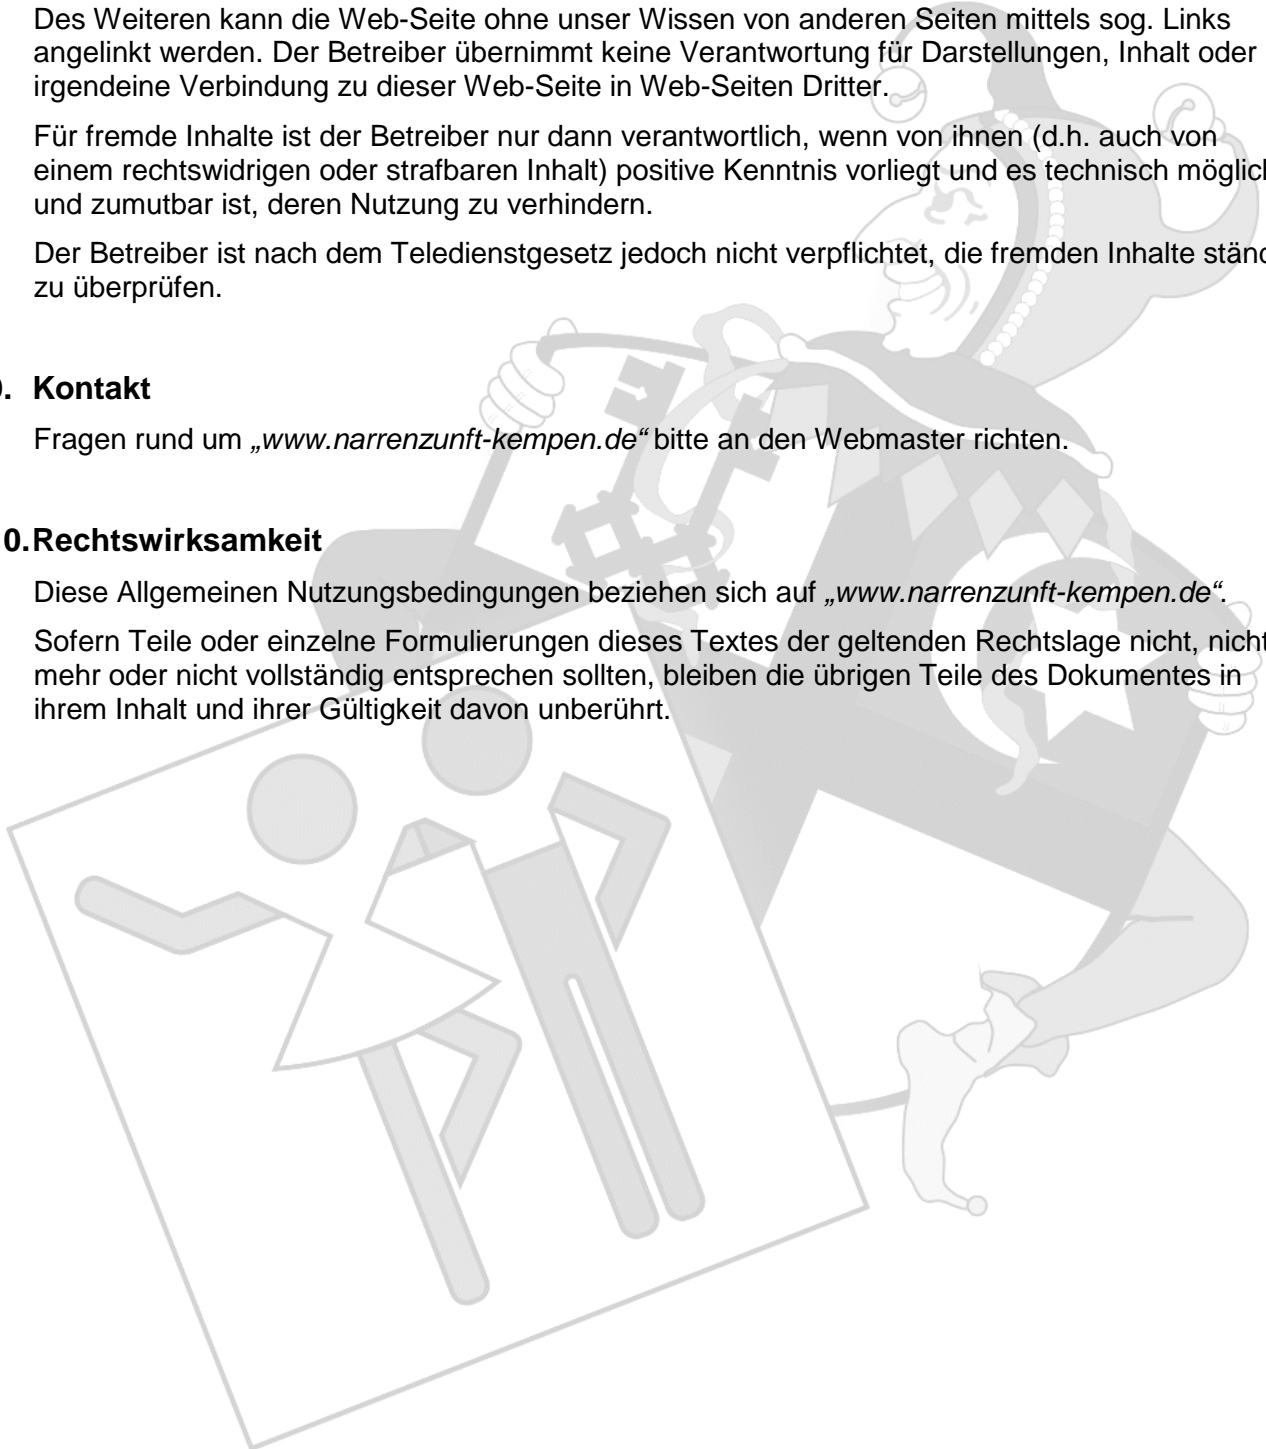 Des Weiteren kann die Web-Seite ohne unser Wissen von anderen Seiten mittels sog. Links
angelinkt werden. Der Betreiber übernimmt keine Verantwortung für Darstellungen, Inhalt oder
irgendeine Verbindung zu dieser Web-Seite in Web-Seiten Dritter.
Für fremde Inhalte ist der Betreiber nur dann verantwortlich, wenn von ihnen (d.h. auch von
einem rechtswidrigen oder strafbaren Inhalt) positive Kenntnis vorliegt und es technisch möglich
und zumutbar ist, deren Nutzung zu verhindern.
Der Betreiber ist nach dem Teledienstgesetz jedoch nicht verpflichtet, die fremden Inhalte
zu überprüfen.
Kontakt
Fragen rund um „www.narrenzunft-kempen.de“ bitte an den Webmaster richten.
0. Rechtswirksamkeit
Diese Allgemeinen Nutzungsbedingungen beziehen sich auf „www.narrenzunft-kempen.de“.
Sofern Teile oder einzelne Formulierungen dieses Textes der geltenden Rechtslage nicht, nicht
mehr oder nicht vollständig entsprechen sollten, bleiben die übrigen Teile des Dokumentes in
ihrem Inhalt und ihrer Gültigkeit davon unberührt.